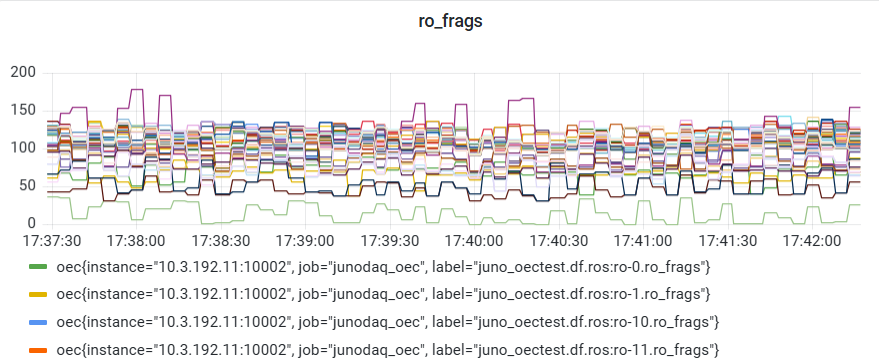 ro_frags
200
150
100
50
0
17:37:30 17:38:00 17:38:30 17:39:00 17:39:30 17:40:00 17:40:30 17:41:00 17:41:30 17:42:00
oec{instance="10.3.192.11:10002", job="junodaq_oec", label="juno_oectest.df.ros:ro-0.ro_frags"}
oec{instance="10.3.192.11:10002", job="junodaq_oec", label="juno_oectest.df.ros:ro-1.ro_frags"}
oec{instance="10.3.192.11:10002", job="junodaq_oec", label="juno_oectest.df.ros:ro-10.ro_frags"}
oec{instance="10.3.192.11:10002", job="junodaq_oec", label="juno_oectest.df.ros:ro-11.ro_frags"}